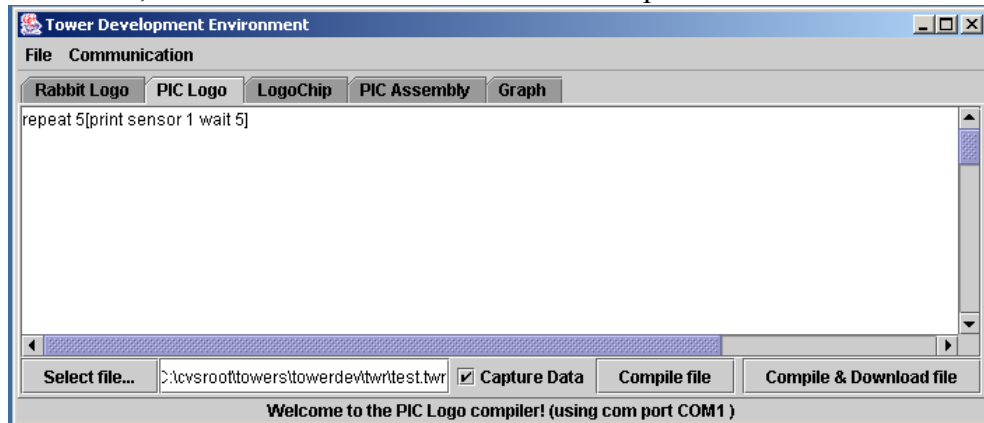 Tower Development Environment
File Communication
Rabbit Logo PIC Logo LogoChip PIC Assembly Graph
repeat 5[print sensor 1 wait 5]
Select file... C:\cvsroot\towers\towerdev\twr\test.twr Capture Data Compile file Compile & Download file
Welcome to the PIC Logo compiler! (using com port COM1 )